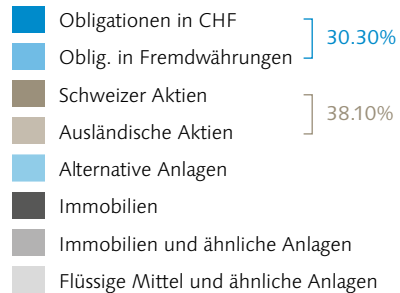 Obligationen in CHF
30.30%
Oblig. in Fremdwährungen
Schweizer Aktien
38.10%
Ausländische Aktien
Alternative Anlagen
Immobilien
Immobilien und ähnliche Anlagen
Flüssige Mittel und ähnliche Anlagen